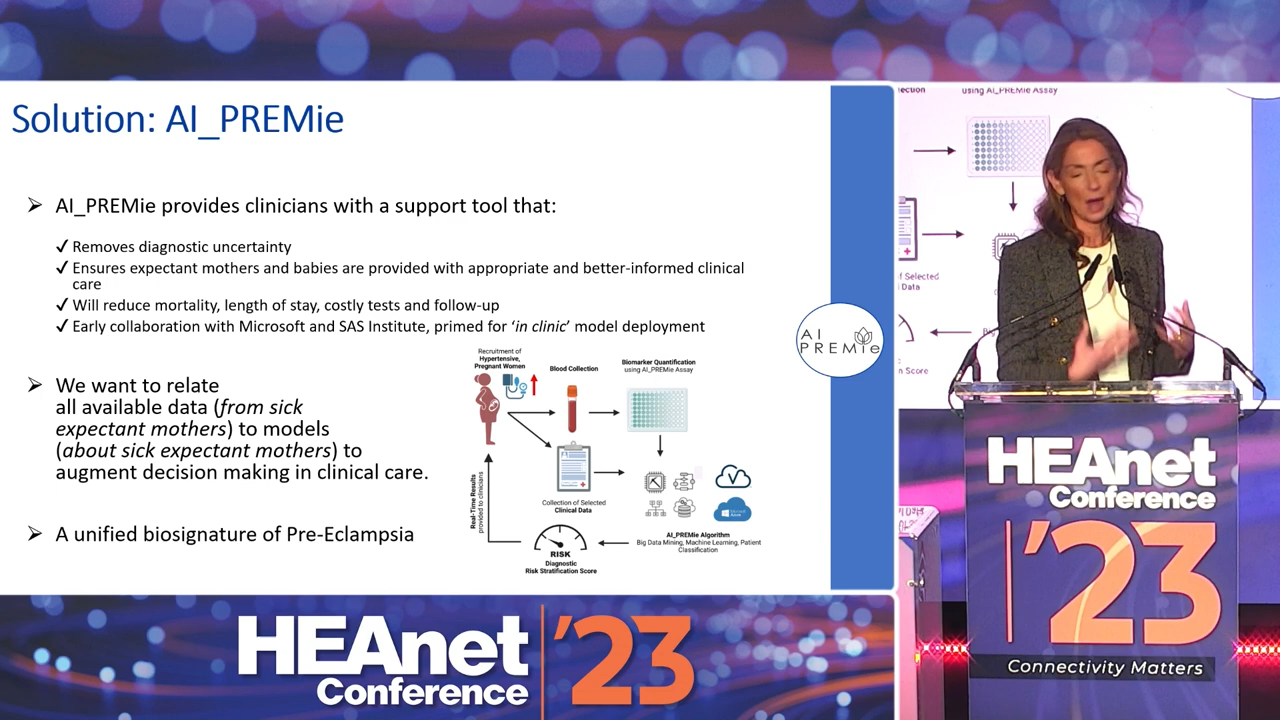 Solution: AI_PREMie
➢ AI_PREMie provides clinicians with a support tool that:
✓ Removes diagnostic uncertainty
✓ Ensures expectant mothers and babies are provided with appropriate and better-informed clinical
care
✓ Will reduce mortality, length of stay, costly tests and follow-up
✓ Early collaboration with Microsoft and SAS Institute, primed for ‘in clinic’ model deployment
➢ We want to relate
all available data (from sick
expectant mothers) to models
(about sick expectant mothers) to
augment decision making in clinical care.
➢ A unified biosignature of Pre-Eclampsia
Recruitment of
Hypertensive,
Pregnant Women
Blood Collection
Biomarker Quantification
using AI_PREMie Assay
Collection of Selected
Clinical Data
Real-Time Results
provided to clinicians
RISK
Diagnostic
Risk Stratification Score
AI_PREMie Algorithm
Big Data Mining, Machine Learning, Patient
Classification
Microsoft
Azure
AI
PREMie
using AI_PREMie Assay
f Selected
Data
n Score
HEAnet
Conference
'23
Connectivity Matters
HEAnet
Conference
'23